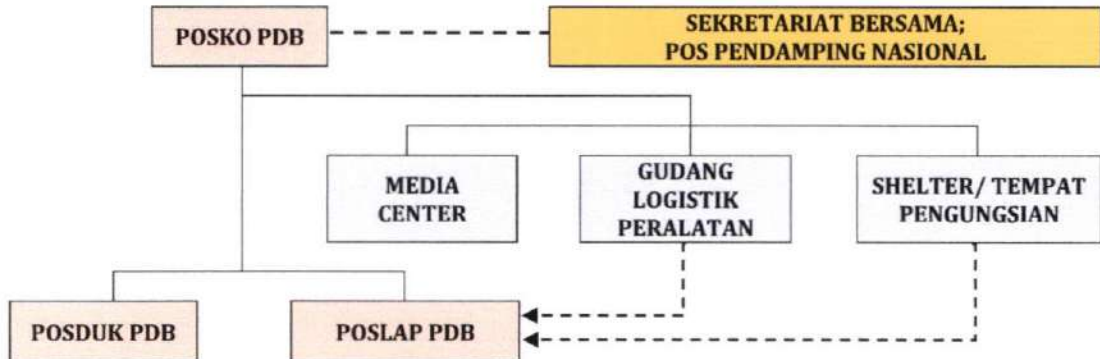 POSKO PDB
SEKRETARIAT BERSAMA;
POS PENDAMPING NASIONAL
MEDIA
CENTER
GUDANG
LOGISTIK
PERALATAN
SHELTER/ TEMPAT
PENGUNGSIAN
POSDUK PDB
POSLAP PDB